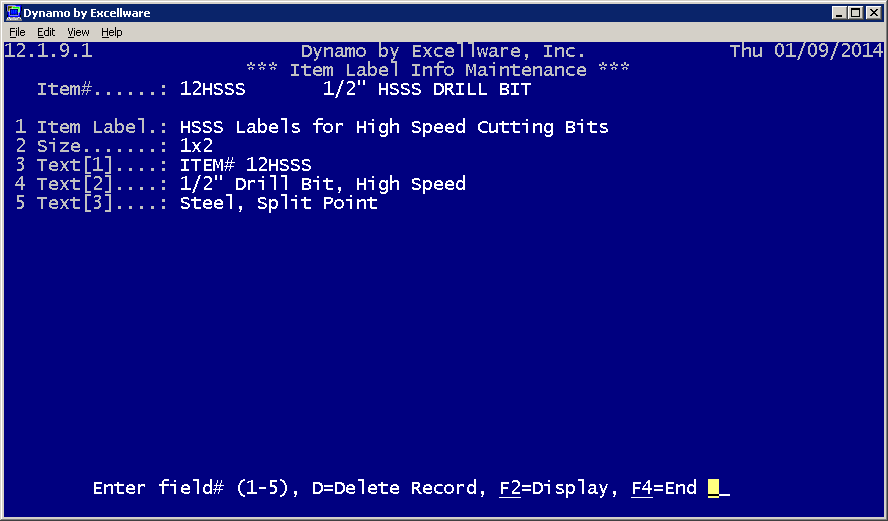 Dynamo by Excellware
File Edit View Help
12.1.9.1 Dynamo by Excellware, Inc. Thu 01/09/2014
*** Item Label Info Maintenance ***
Item#......: 12HSSS 1/2" HSSS DRILL BIT
1 Item Label.: HSSS Labels for High Speed Cutting Bits
2 Size.......: 1x2
3 Text[1]....: ITEM# 12HSSS
4 Text[2]....: 1/2" Drill Bit, High Speed
5 Text[3]....: Steel, Split Point
Enter field# (1-5), D=Delete Record, F2=Display, F4=End _